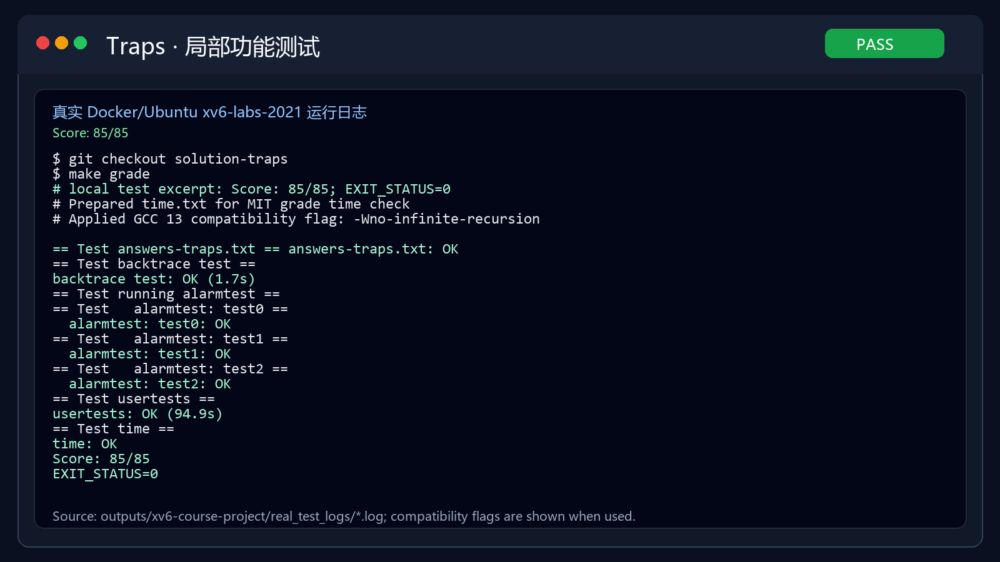 Traps · 局部功能测试
PASS
真实 Docker/Ubuntu xv6-labs-2021 运行日志
Score: 85/85
$ git checkout solution-traps
$ make grade
# local test excerpt: Score: 85/85; EXIT_STATUS=0
# Prepared time.txt for MIT grade time check
# Applied GCC 13 compatibility flag: -Wno-infinite-recursion
== Test answers-traps.txt == answers-traps.txt: OK
== Test backtrace test ==
backtrace test: OK (1.7s)
== Test running alarmtest ==
== Test   alarmtest: test0 ==
  alarmtest: test0: OK
== Test   alarmtest: test1 ==
  alarmtest: test1: OK
== Test   alarmtest: test2 ==
  alarmtest: test2: OK
== Test usertests ==
usertests: OK (94.9s)
== Test time ==
time: OK
Score: 85/85
EXIT_STATUS=0
Source: outputs/xv6-course-project/real_test_logs/*.log; compatibility flags are shown when used.